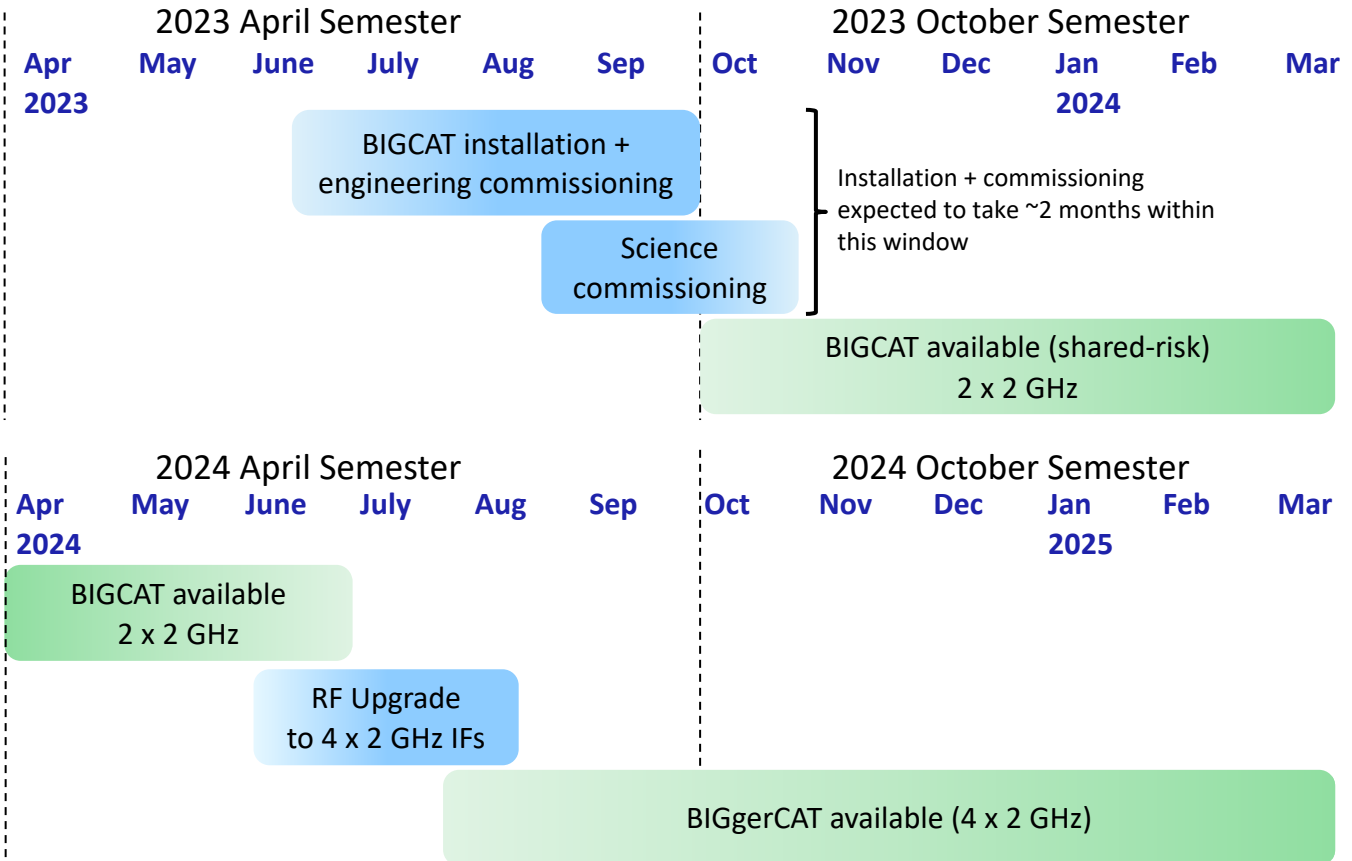 2023 April Semester
2023 October Semester
Apr May June July Aug Sep Oct Nov Dec Jan Feb Mar
2023 2024
BIGCAT installation +
engineering commissioning
Installation + commissioning
expected to take ~2 months within
this window
Science
commissioning
BIGCAT available (shared-risk)
2 x 2 GHz
2024 April Semester
2024 October Semester
Apr May June July Aug Sep Oct Nov Dec Jan Feb Mar
2024 2025
BIGCAT available
2 x 2 GHz
RF Upgrade
to 4 x 2 GHz IFs
BIGgerCAT available (4 x 2 GHz)